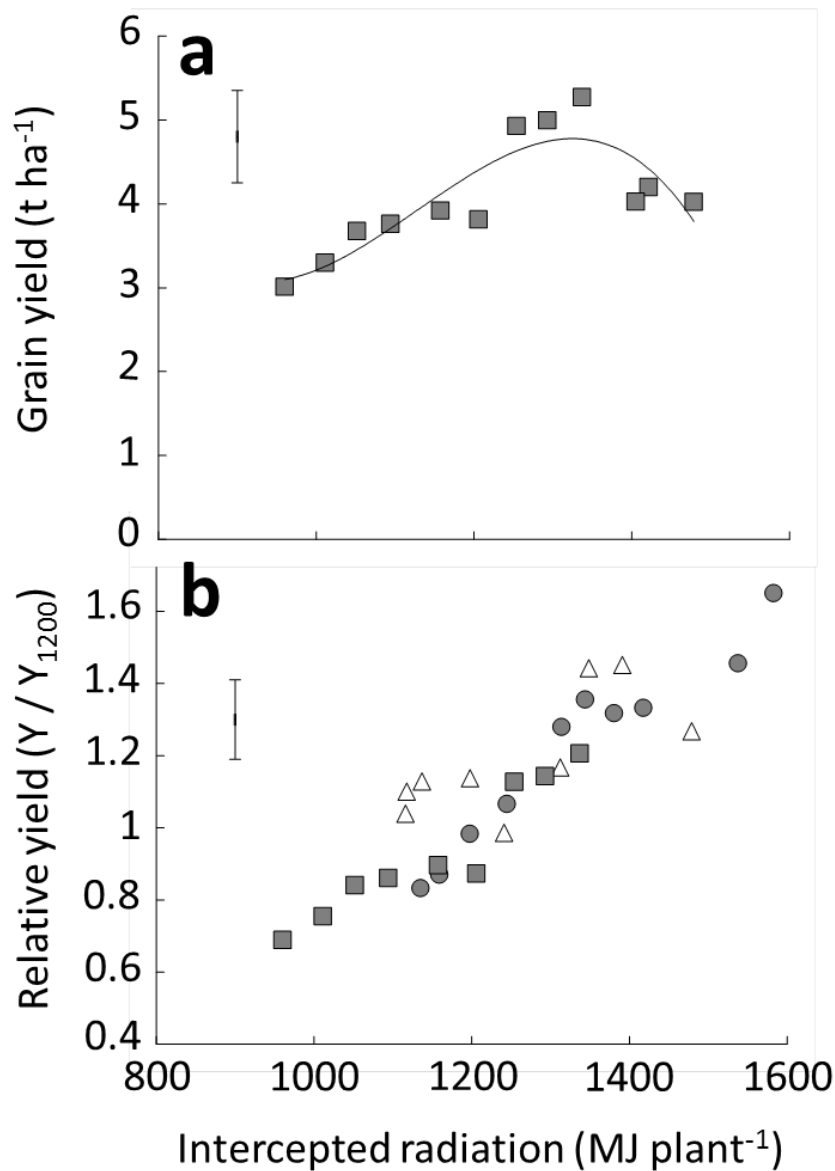 a
Grain yield (t ha⁻¹)
6
5
4
3
2
1
0
b
Relative yield (Y / Y₁₂₀₀)
1.6
1.4
1.2
1
0.8
0.6
0.4
800 1000 1200 1400 1600
Intercepted radiation (MJ plant⁻¹)